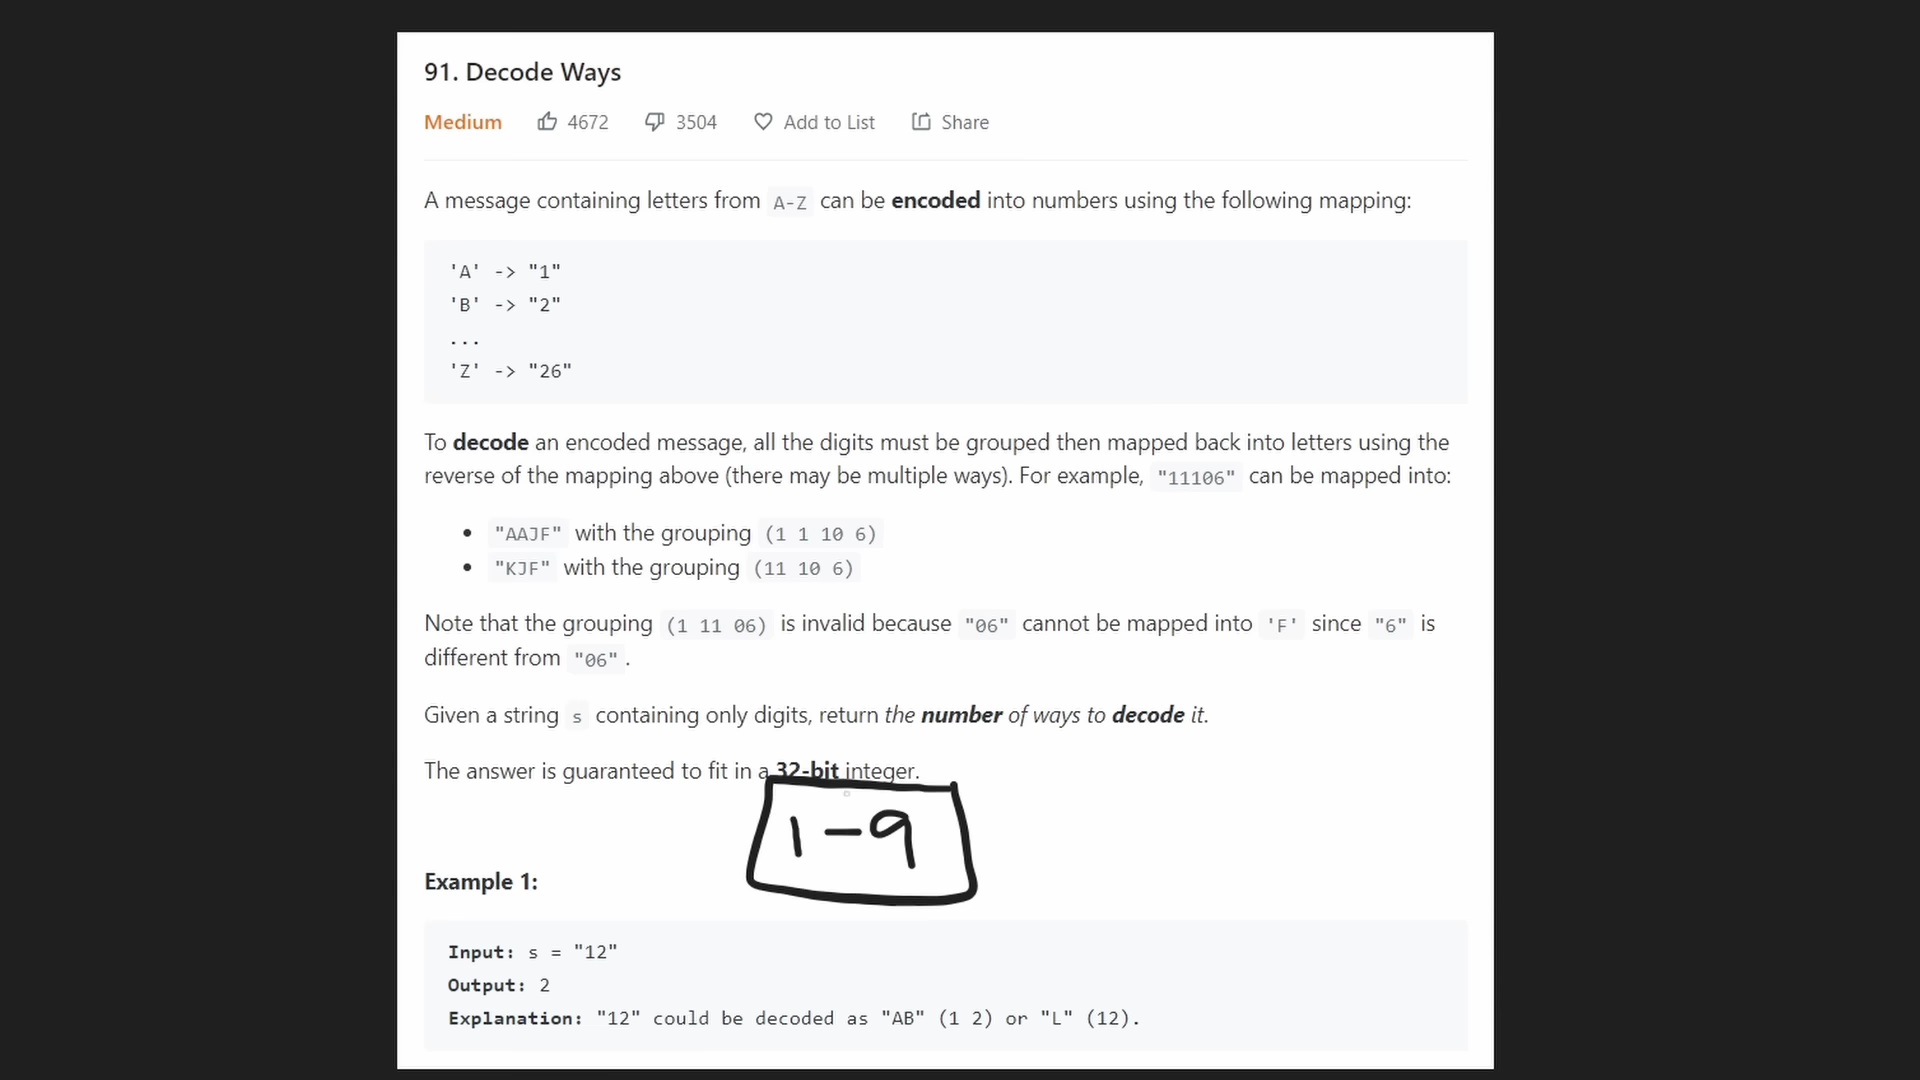 91. Decode Ways
Medium 4672 3504 Add to List Share
A message containing letters from A-Z can be encoded into numbers using the following mapping:
'A' -> "1"
'B' -> "2"
...
'Z' -> "26"
To decode an encoded message, all the digits must be grouped then mapped back into letters using the
reverse of the mapping above (there may be multiple ways). For example, "11106" can be mapped into:
• "AAJF" with the grouping (1 1 10 6)
• "KJF" with the grouping (11 10 6)
Note that the grouping (1 11 06) is invalid because "06" cannot be mapped into 'F' since "6" is
different from "06".
Given a string s containing only digits, return the number of ways to decode it.
The answer is guaranteed to fit in a 32-bit integer.
1-9
Example 1:
Input: s = "12"
Output: 2
Explanation: "12" could be decoded as "AB" (1 2) or "L" (12).